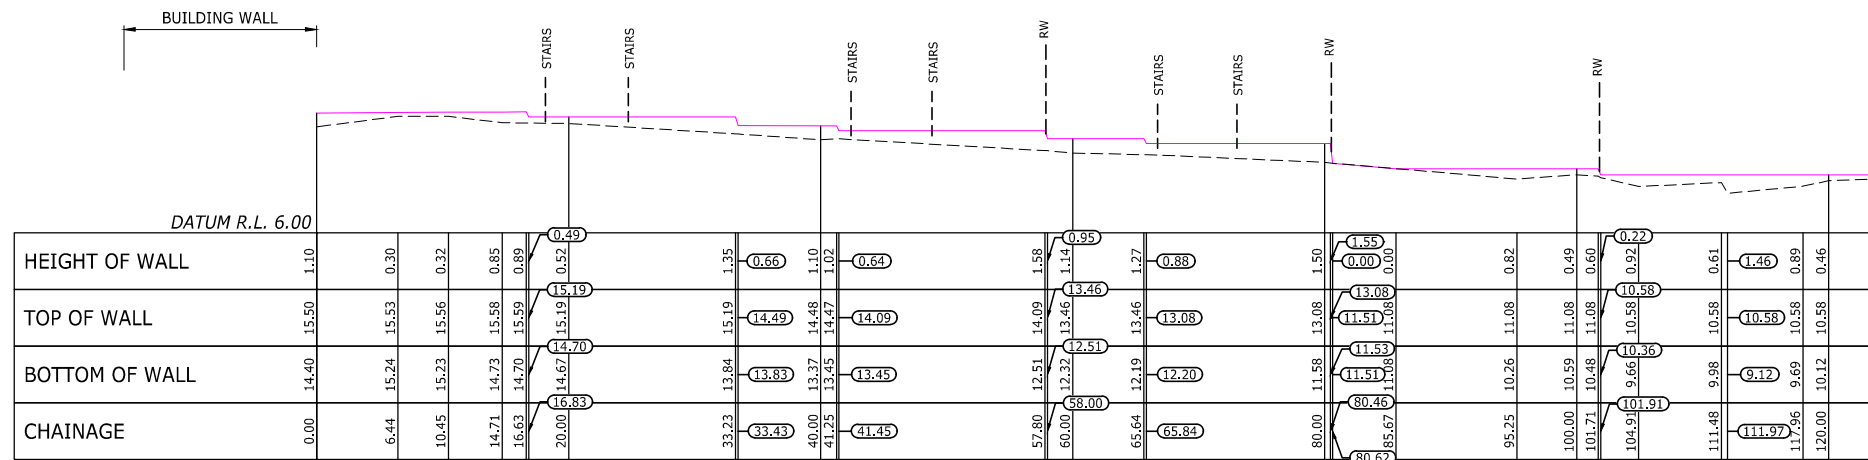 BUILDING WALL
STAIRS
STAIRS
STAIRS
STAIRS
RW
STAIRS
STAIRS
RW
RW
DATUM R.L. 6.00
HEIGHT OF WALL 1.10 0.30 0.32 0.85 0.89 0.49 0.52 1.35 0.66 1.10 1.02 0.64 1.58 0.95 1.14 1.27 0.88 1.50 1.55 0.00 0.00 0.82 0.49 0.60 0.22 0.92 0.61 1.46 0.89 0.46
TOP OF WALL 15.50 15.53 15.56 15.58 15.59 15.19 15.19 15.19 14.49 14.48 14.47 14.09 14.09 13.46 13.46 13.46 13.08 13.08 13.08 11.51 11.08 11.08 11.08 11.08 10.58 10.58 10.58 10.58 10.58 10.58
BOTTOM OF WALL 14.40 15.24 15.23 14.73 14.70 14.70 14.67 13.84 13.83 13.37 13.45 13.45 12.51 12.51 12.32 12.19 12.20 11.58 11.53 11.51 11.08 10.26 10.59 10.48 10.36 9.66 9.98 9.12 9.69 10.12
CHAINAGE 0.00 6.44 10.45 14.71 16.63 16.83 20.00 33.23 33.43 40.00 41.25 41.45 57.80 58.00 60.00 65.64 65.84 80.00 80.46 80.62 85.67 95.25 100.00 101.71 101.91 104.91 111.48 111.97 117.96 120.00